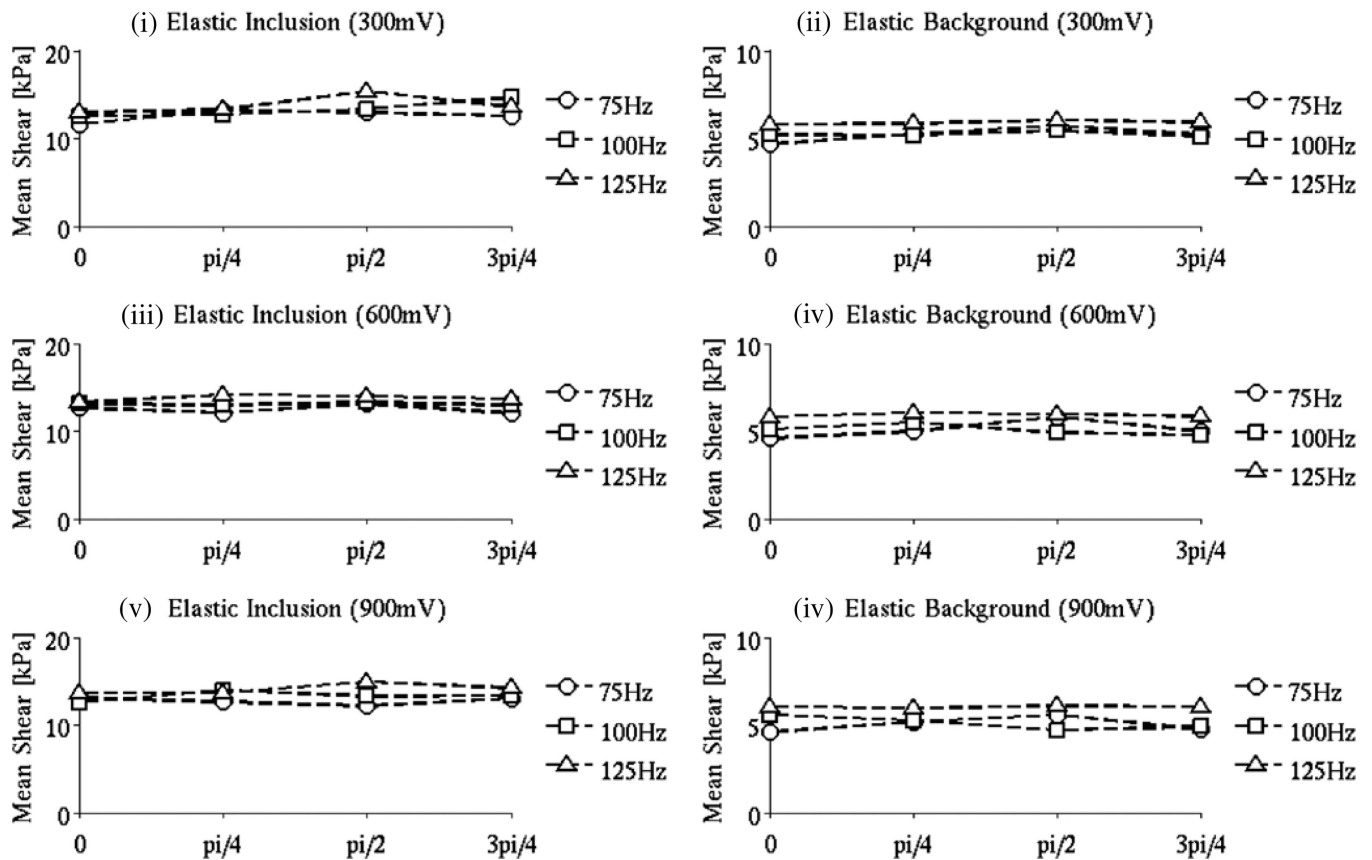 (i) Elastic Inclusion (300mV)
Mean Shear [kPa]
20
10
0
0 pi/4 pi/2 3pi/4
75Hz
100Hz
125Hz
(ii) Elastic Background (300mV)
Mean Shear [kPa]
10
5
0
0 pi/4 pi/2 3pi/4
75Hz
100Hz
125Hz
(iii) Elastic Inclusion (600mV)
Mean Shear [kPa]
20
10
0
0 pi/4 pi/2 3pi/4
75Hz
100Hz
125Hz
(iv) Elastic Background (600mV)
Mean Shear [kPa]
10
5
0
0 pi/4 pi/2 3pi/4
75Hz
100Hz
125Hz
(v) Elastic Inclusion (900mV)
Mean Shear [kPa]
20
10
0
0 pi/4 pi/2 3pi/4
75Hz
100Hz
125Hz
(iv) Elastic Background (900mV)
Mean Shear [kPa]
10
5
0
0 pi/4 pi/2 3pi/4
75Hz
100Hz
125Hz